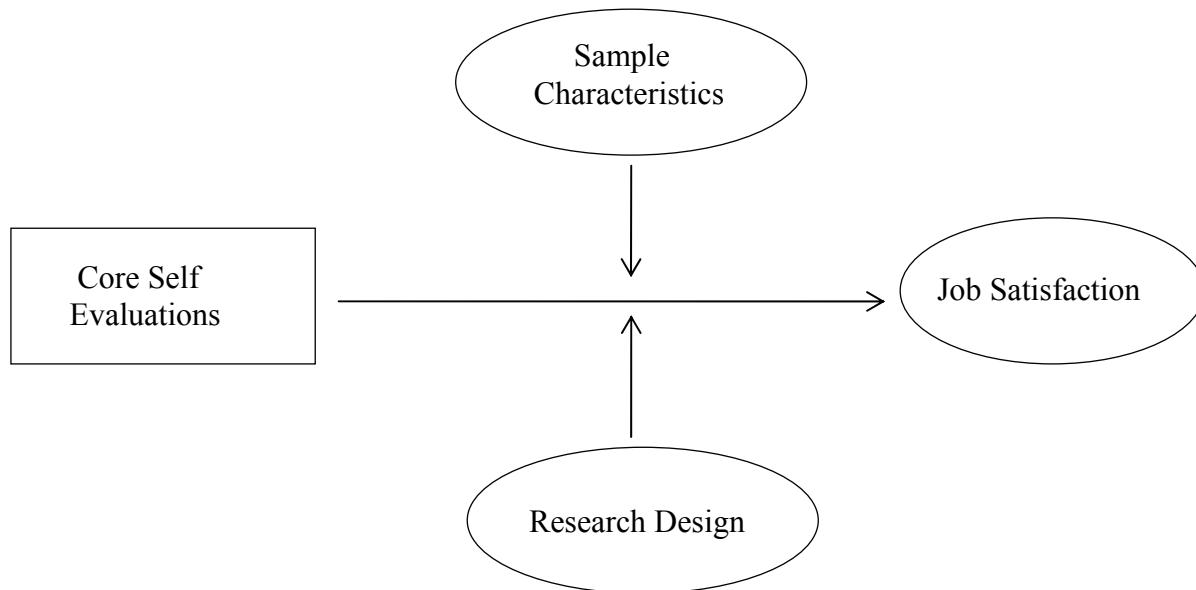 Sample
Characteristics
Core Self
Evaluations
Job Satisfaction
Research Design